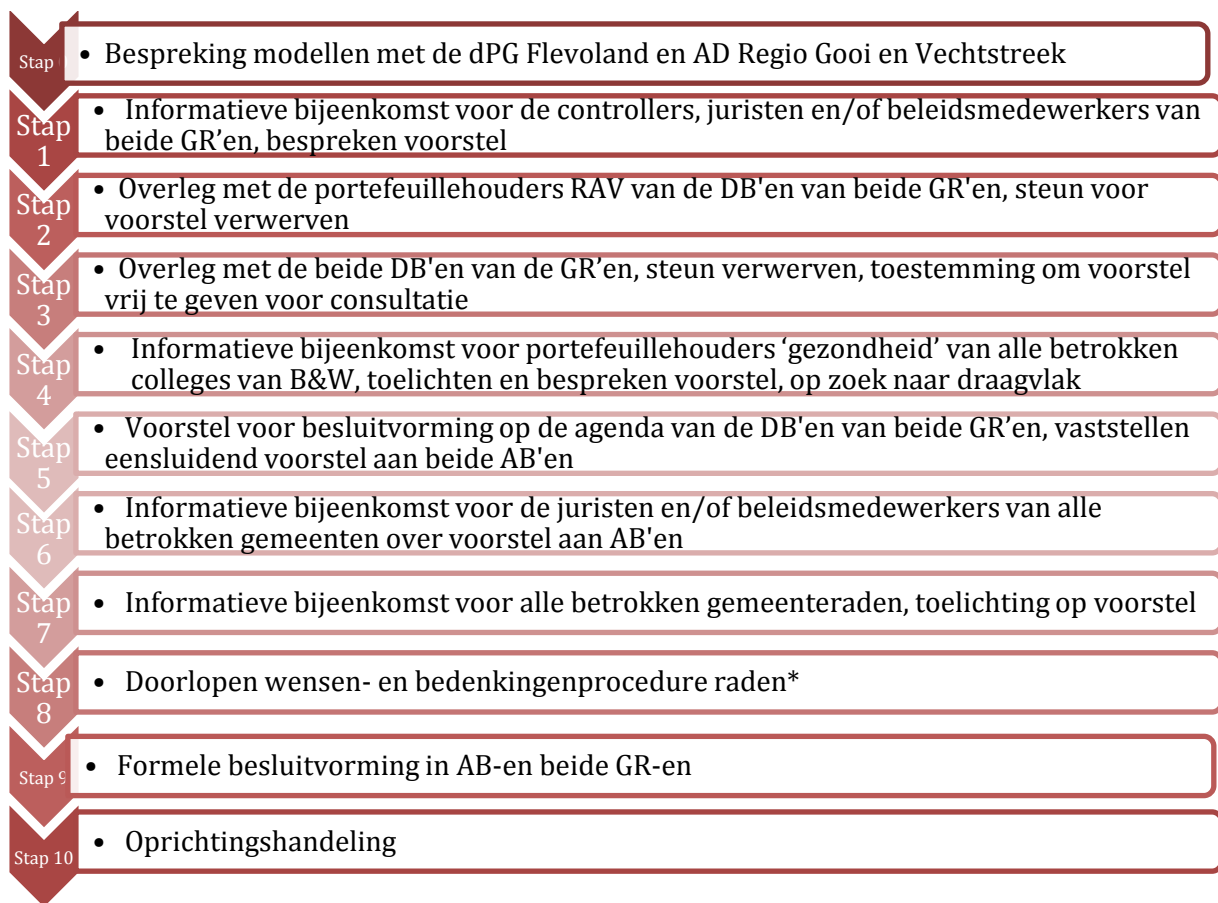 Stap
• Bespreking modellen met de dPG Flevoland en AD Regio Gooi en Vechtstreek
Stap 1
• Informatieve bijeenkomst voor de controllers, juristen en/of beleidsmedewerkers van
beide GR’en, bespreken voorstel
Stap 2
• Overleg met de portefeuillehouders RAV van de DB'en van beide GR'en, steun voor
voorstel verwerven
Stap 3
• Overleg met de beide DB'en van de GR’en, steun verwerven, toestemming om voorstel
vrij te geven voor consultatie
Stap 4
• Informatieve bijeenkomst voor portefeuillehouders ‘gezondheid’ van alle betrokken
colleges van B&W, toelichten en bespreken voorstel, op zoek naar draagvlak
Stap 5
• Voorstel voor besluitvorming op de agenda van de DB'en van beide GR’en, vaststellen
eensluidend voorstel aan beide AB'en
Stap 6
• Informatieve bijeenkomst voor de juristen en/of beleidsmedewerkers van alle
betrokken gemeenten over voorstel aan AB'en
Stap 7
• Informatieve bijeenkomst voor alle betrokken gemeenteraden, toelichting op voorstel
Stap 8
• Doorlopen wensen- en bedenkingenprocedure raden*
Stap 9
• Formele besluitvorming in AB-en beide GR-en
Stap 10
• Oprichtingshandeling